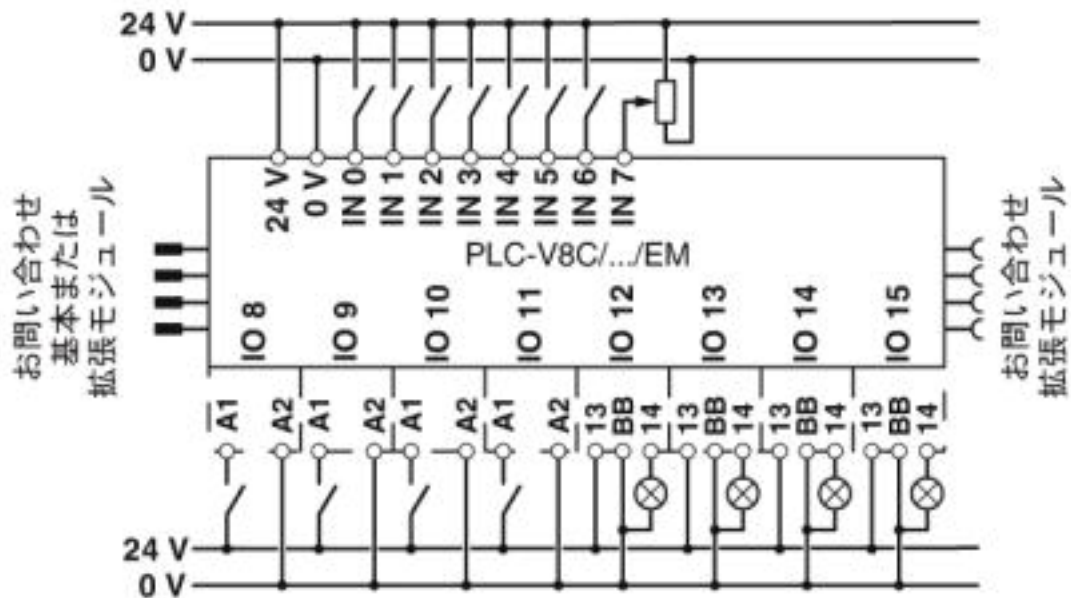 24 V
0 V
24 V
0 V
IN 0
IN 1
IN 2
IN 3
IN 4
IN 5
IN 6
IN 7
お問い合わせ
基本または
拡張モジュール
PLC-V8C/.../EM
お問い合わせ
拡張モジュール
IO 8
IO 9
IO 10
IO 11
IO 12
IO 13
IO 14
IO 15
A1
A2
A1
A2
A1
A2
A1
A2
13
BB
14
13
BB
14
13
BB
14
13
BB
14
24 V
0 V